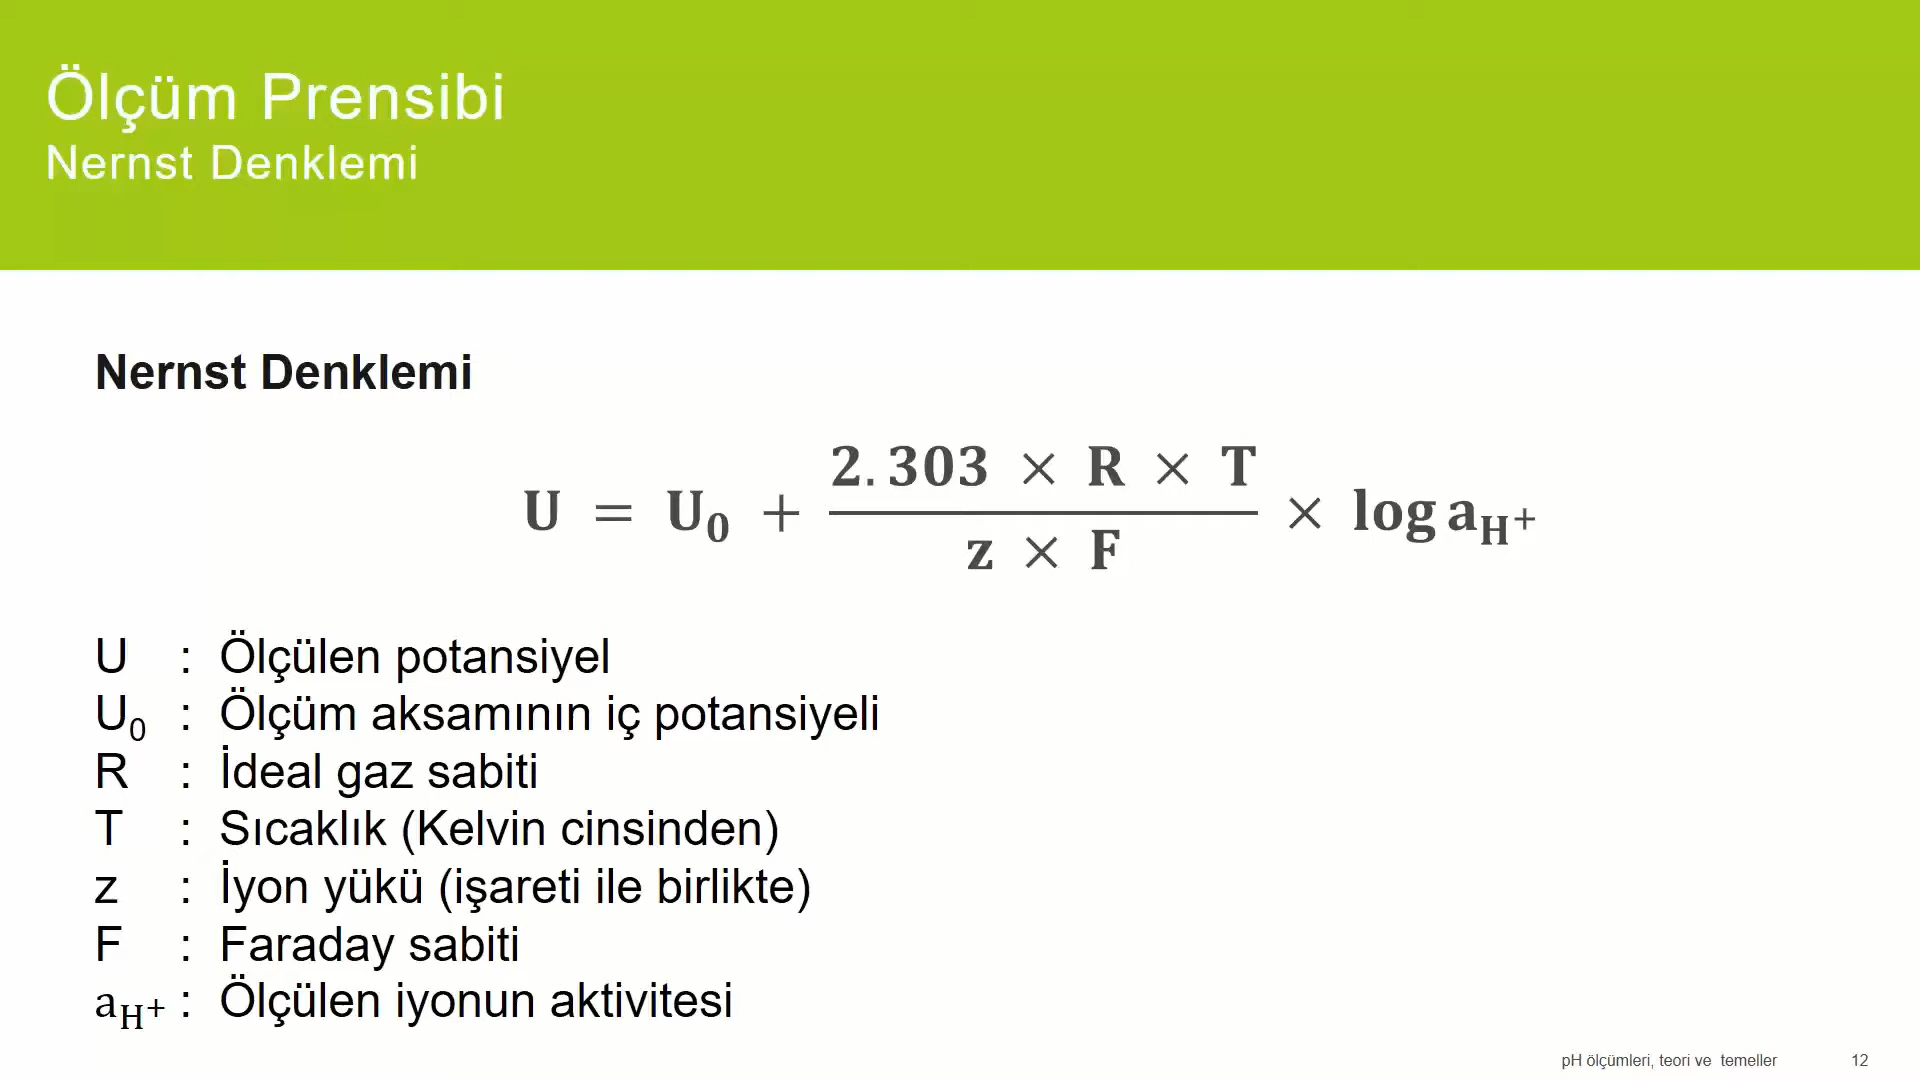 Ölçüm Prensibi
Nernst Denklemi
Nernst Denklemi
U = U₀ + (2.303 × R × T) / (z × F) × log a_H⁺
U : Ölçülen potansiyel
U₀ : Ölçüm aksamının iç potansiyeli
R : İdeal gaz sabiti
T : Sıcaklık (Kelvin cinsinden)
z : İyon yükü (işareti ile birlikte)
F : Faraday sabiti
a_H⁺ : Ölçülen iyonun aktivitesi
pH ölçümleri, teori ve temeller 12